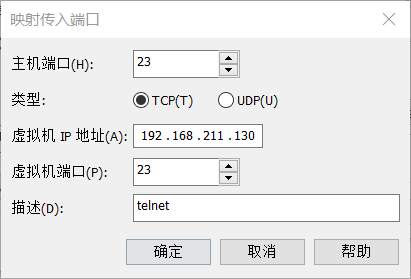 映射传入端口
主机端口(H): 23
类型: TCP(T) UDP(U)
虚拟机 IP 地址(A): 192 . 168 . 211 . 130
虚拟机端口(P): 23
描述(D): telnet
确定 取消 帮助